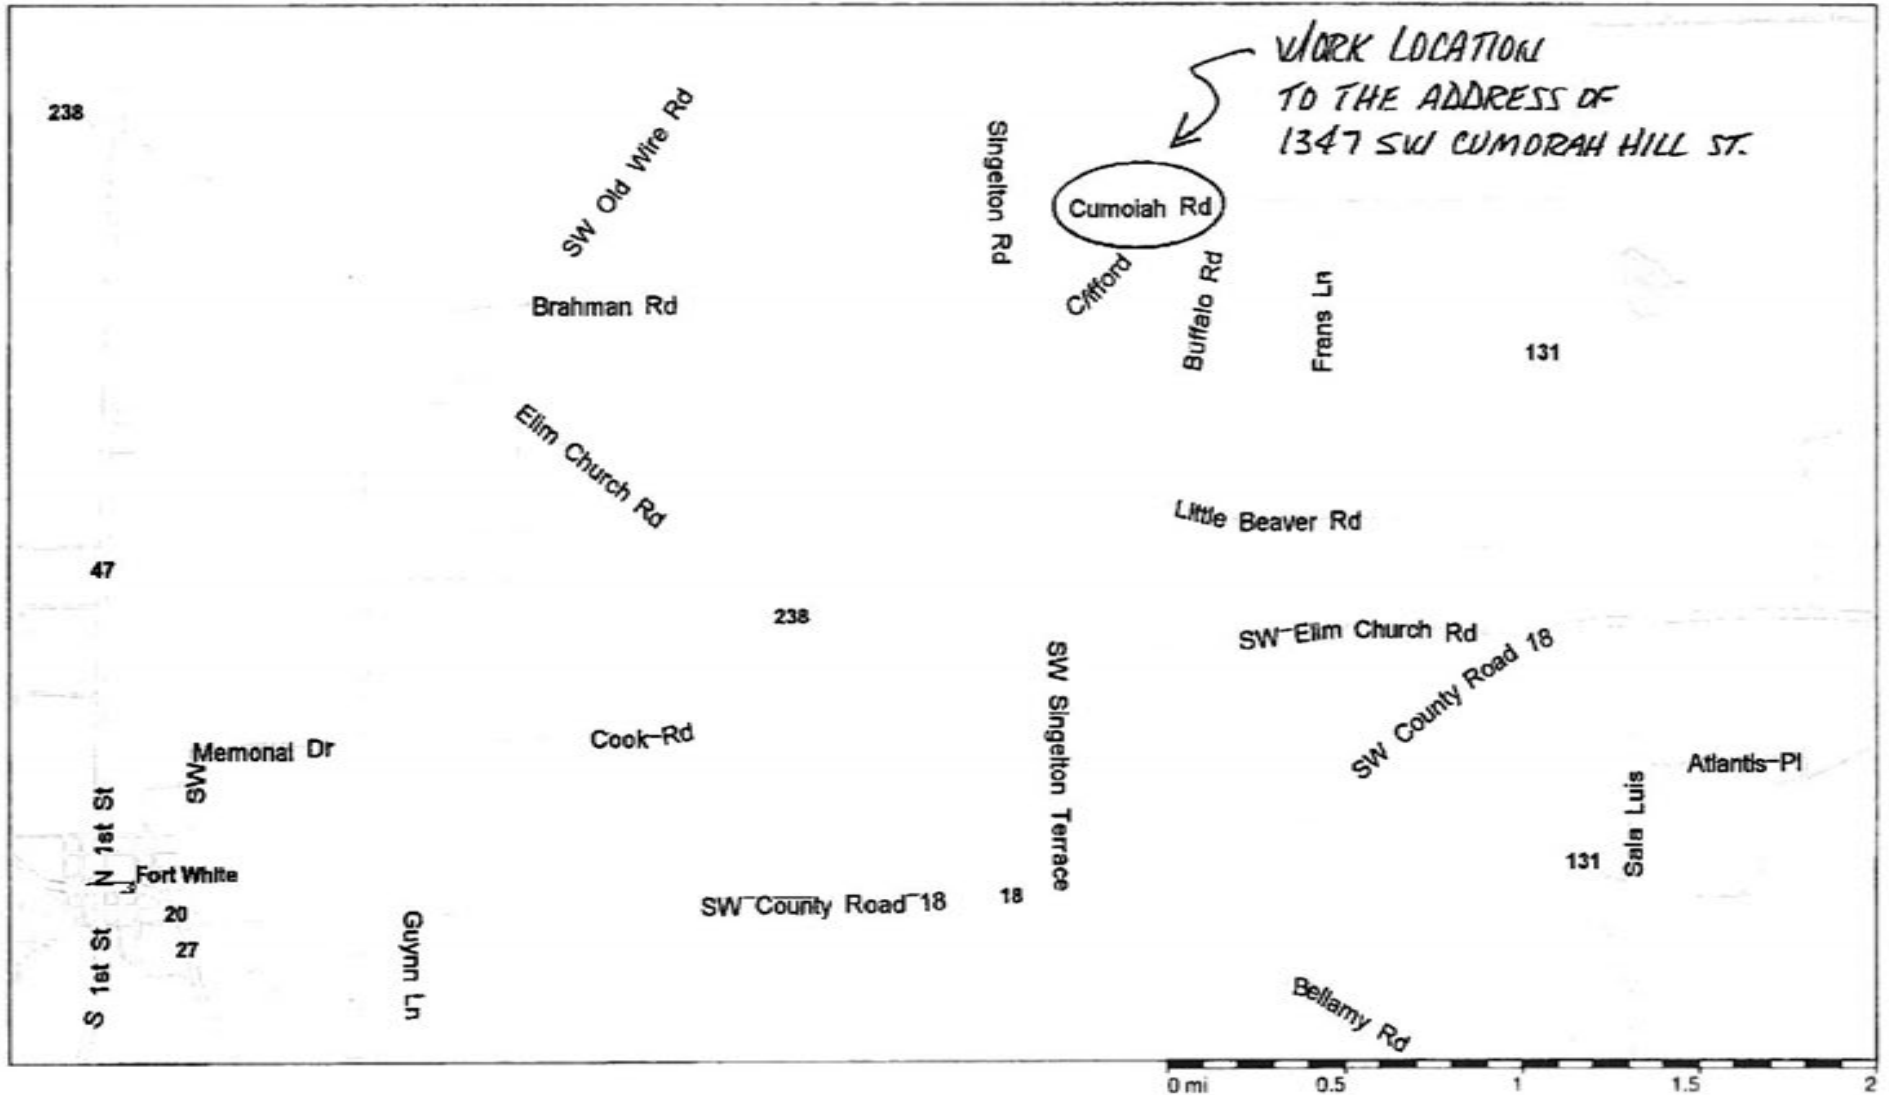 WORK LOCATION
TO THE ADDRESS OF
1347 SW CUMORAH HILL ST.
238
SW Old Wire Rd
Singelton Rd
Cumoiah Rd
Clifford
Buffalo Rd
Frans Ln
Brahman Rd
131
Elim Church Rd
Little Beaver Rd
47
238
SW Elim Church Rd
SW County Road 18
SW Singelton Terrace
Cook Rd
SW
Memonal Dr
Atlantis Pl
Sala Luis
N 1st St
131
Fort White
SW County Road 18
18
20
27
S 1st St
Guynn Ln
Bellamy Rd
0 mi 0.5 1 1.5 2